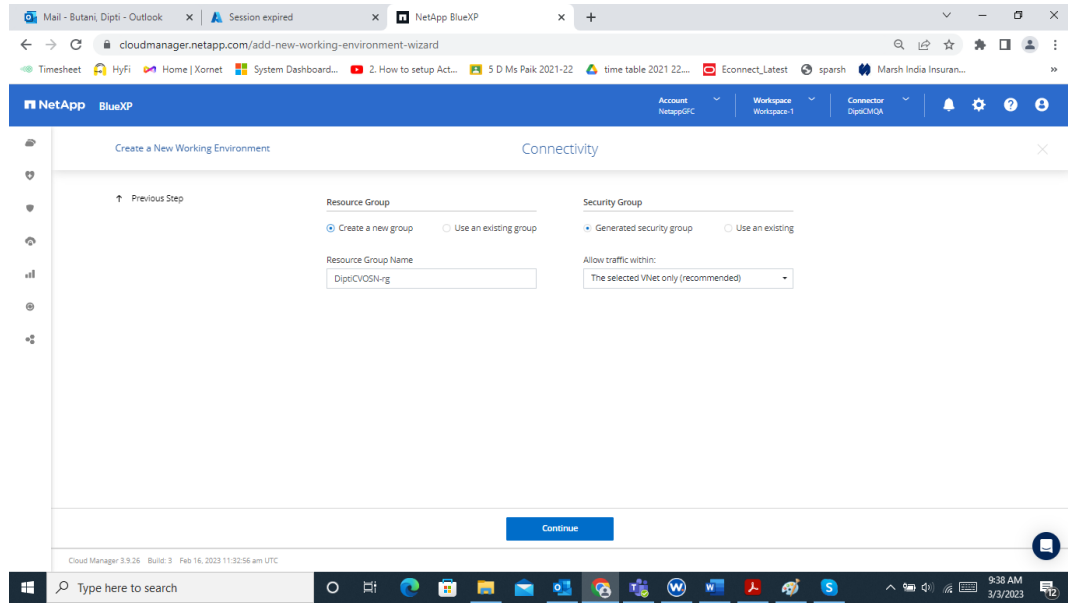 Mail - Butani, Dipti - Outlook
Session expired
NetApp BlueXP
cloudmanager.netapp.com/add-new-working-environment-wizard
Timesheet HyFi Home | Xornet System Dashboard... 2. How to setup Act... 5 D Ms Paik 2021-22 time table 2021 22.... Econnect_Latest sparsh Marsh India Insuran...
NetApp BlueXP
Account
NetappGFC
Workspace
Workspace-1
Connector
DiptiCMQA
Create a New Working Environment
Connectivity
Previous Step
Resource Group
Create a new group Use an existing group
Resource Group Name
DiptiCVOSN-rg
Security Group
Generated security group Use an existing
Allow traffic within:
The selected VNet only (recommended)
Continue
Cloud Manager 3.9.26 Build: 3 Feb 16, 2023 11:32:56 am UTC
Type here to search
9:38 AM
3/3/2023
12